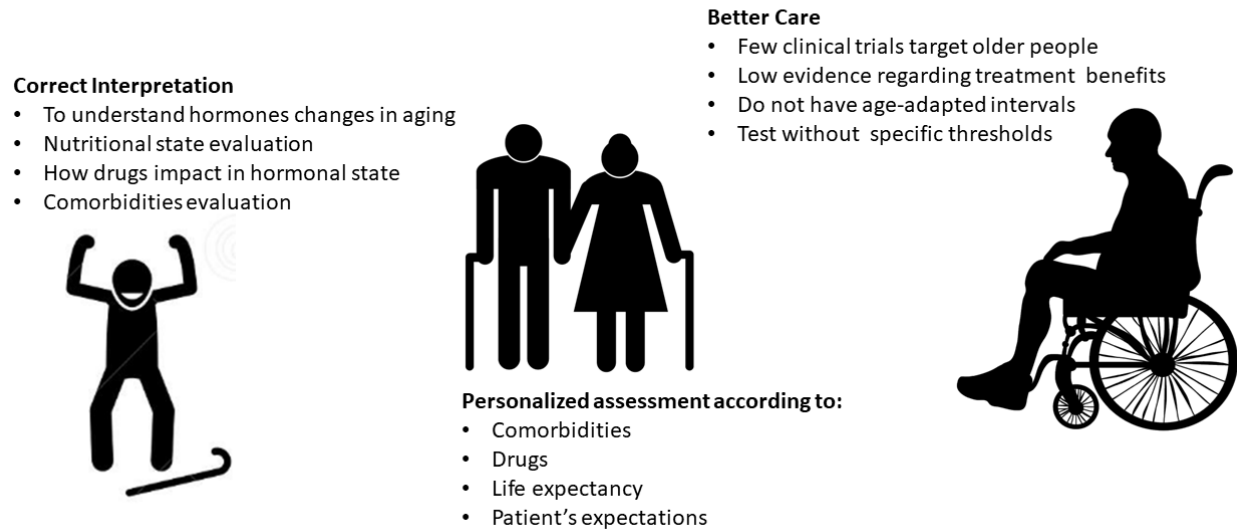 Correct Interpretation
• To understand hormones changes in aging
• Nutritional state evaluation
• How drugs impact in hormonal state
• Comorbidities evaluation
Personalized assessment according to:
• Comorbidities
• Drugs
• Life expectancy
• Patient’s expectations
Better Care
• Few clinical trials target older people
• Low evidence regarding treatment benefits
• Do not have age-adapted intervals
• Test without specific thresholds